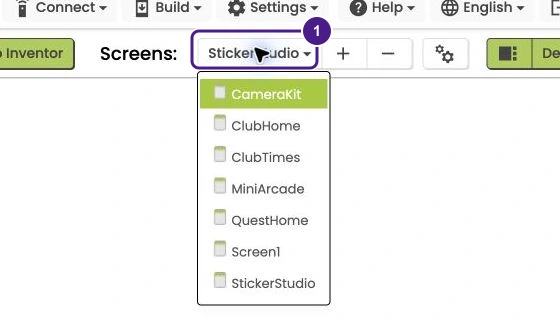 Connect Build Settings Help English
Inventor Screens: StickerStudio + − De
1
CameraKit
ClubHome
ClubTimes
MiniArcade
QuestHome
Screen1
StickerStudio